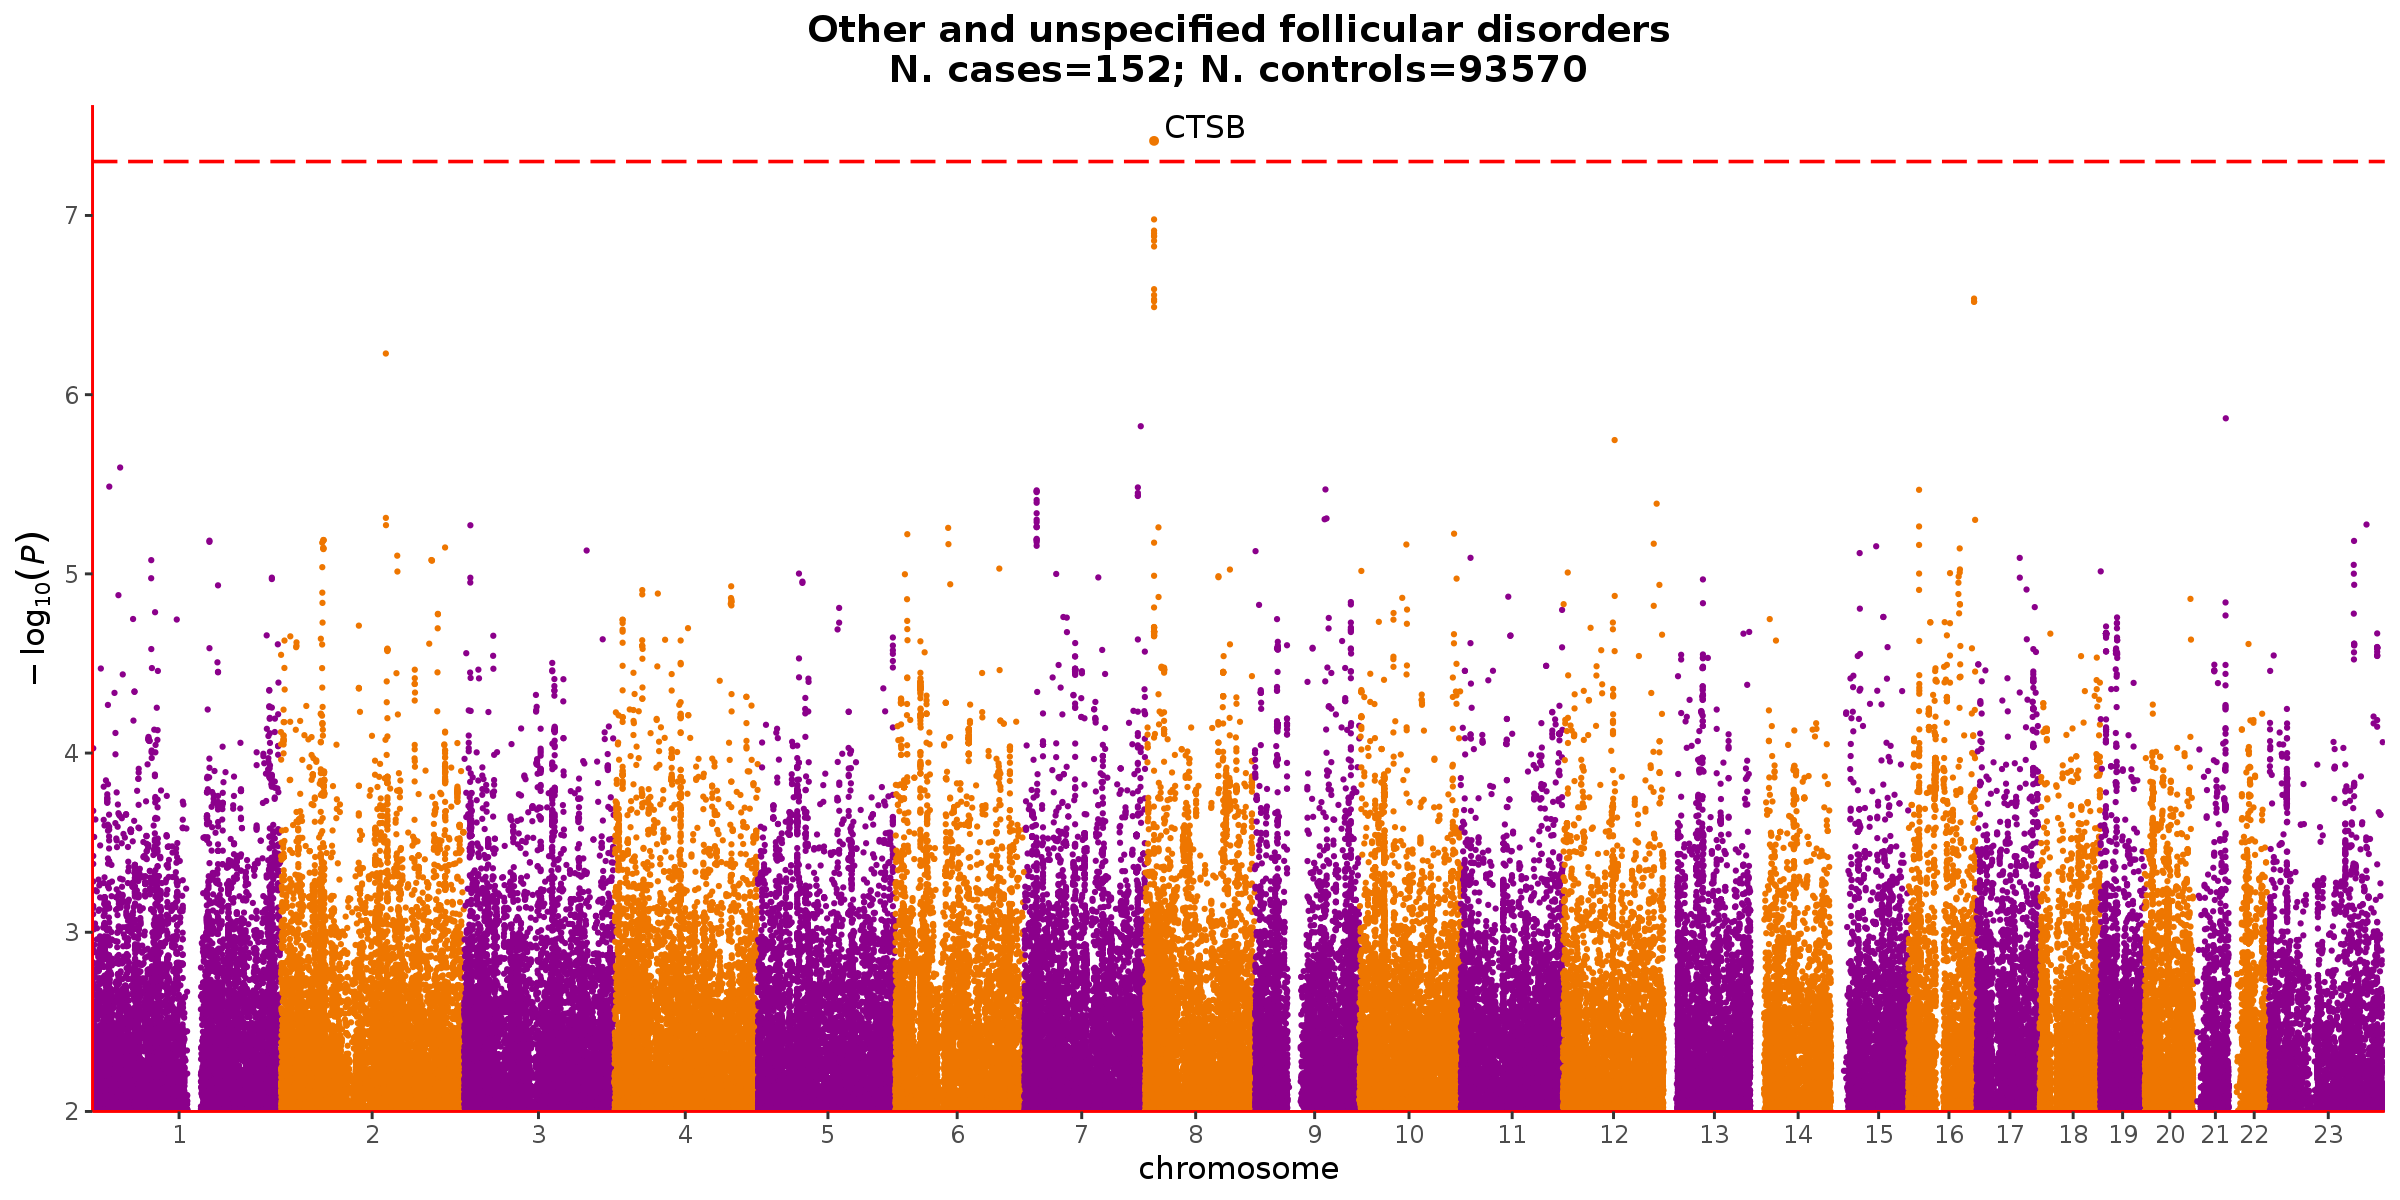 Other and unspecified follicular disorders
N. cases=152; N. controls=93570
CTSB
7
6
5
4
3
2
−log10(P)
1 2 3 4 5 6 7 8 9 10 11 12 13 14 15 16 17 18 19 20 21 22 23
chromosome